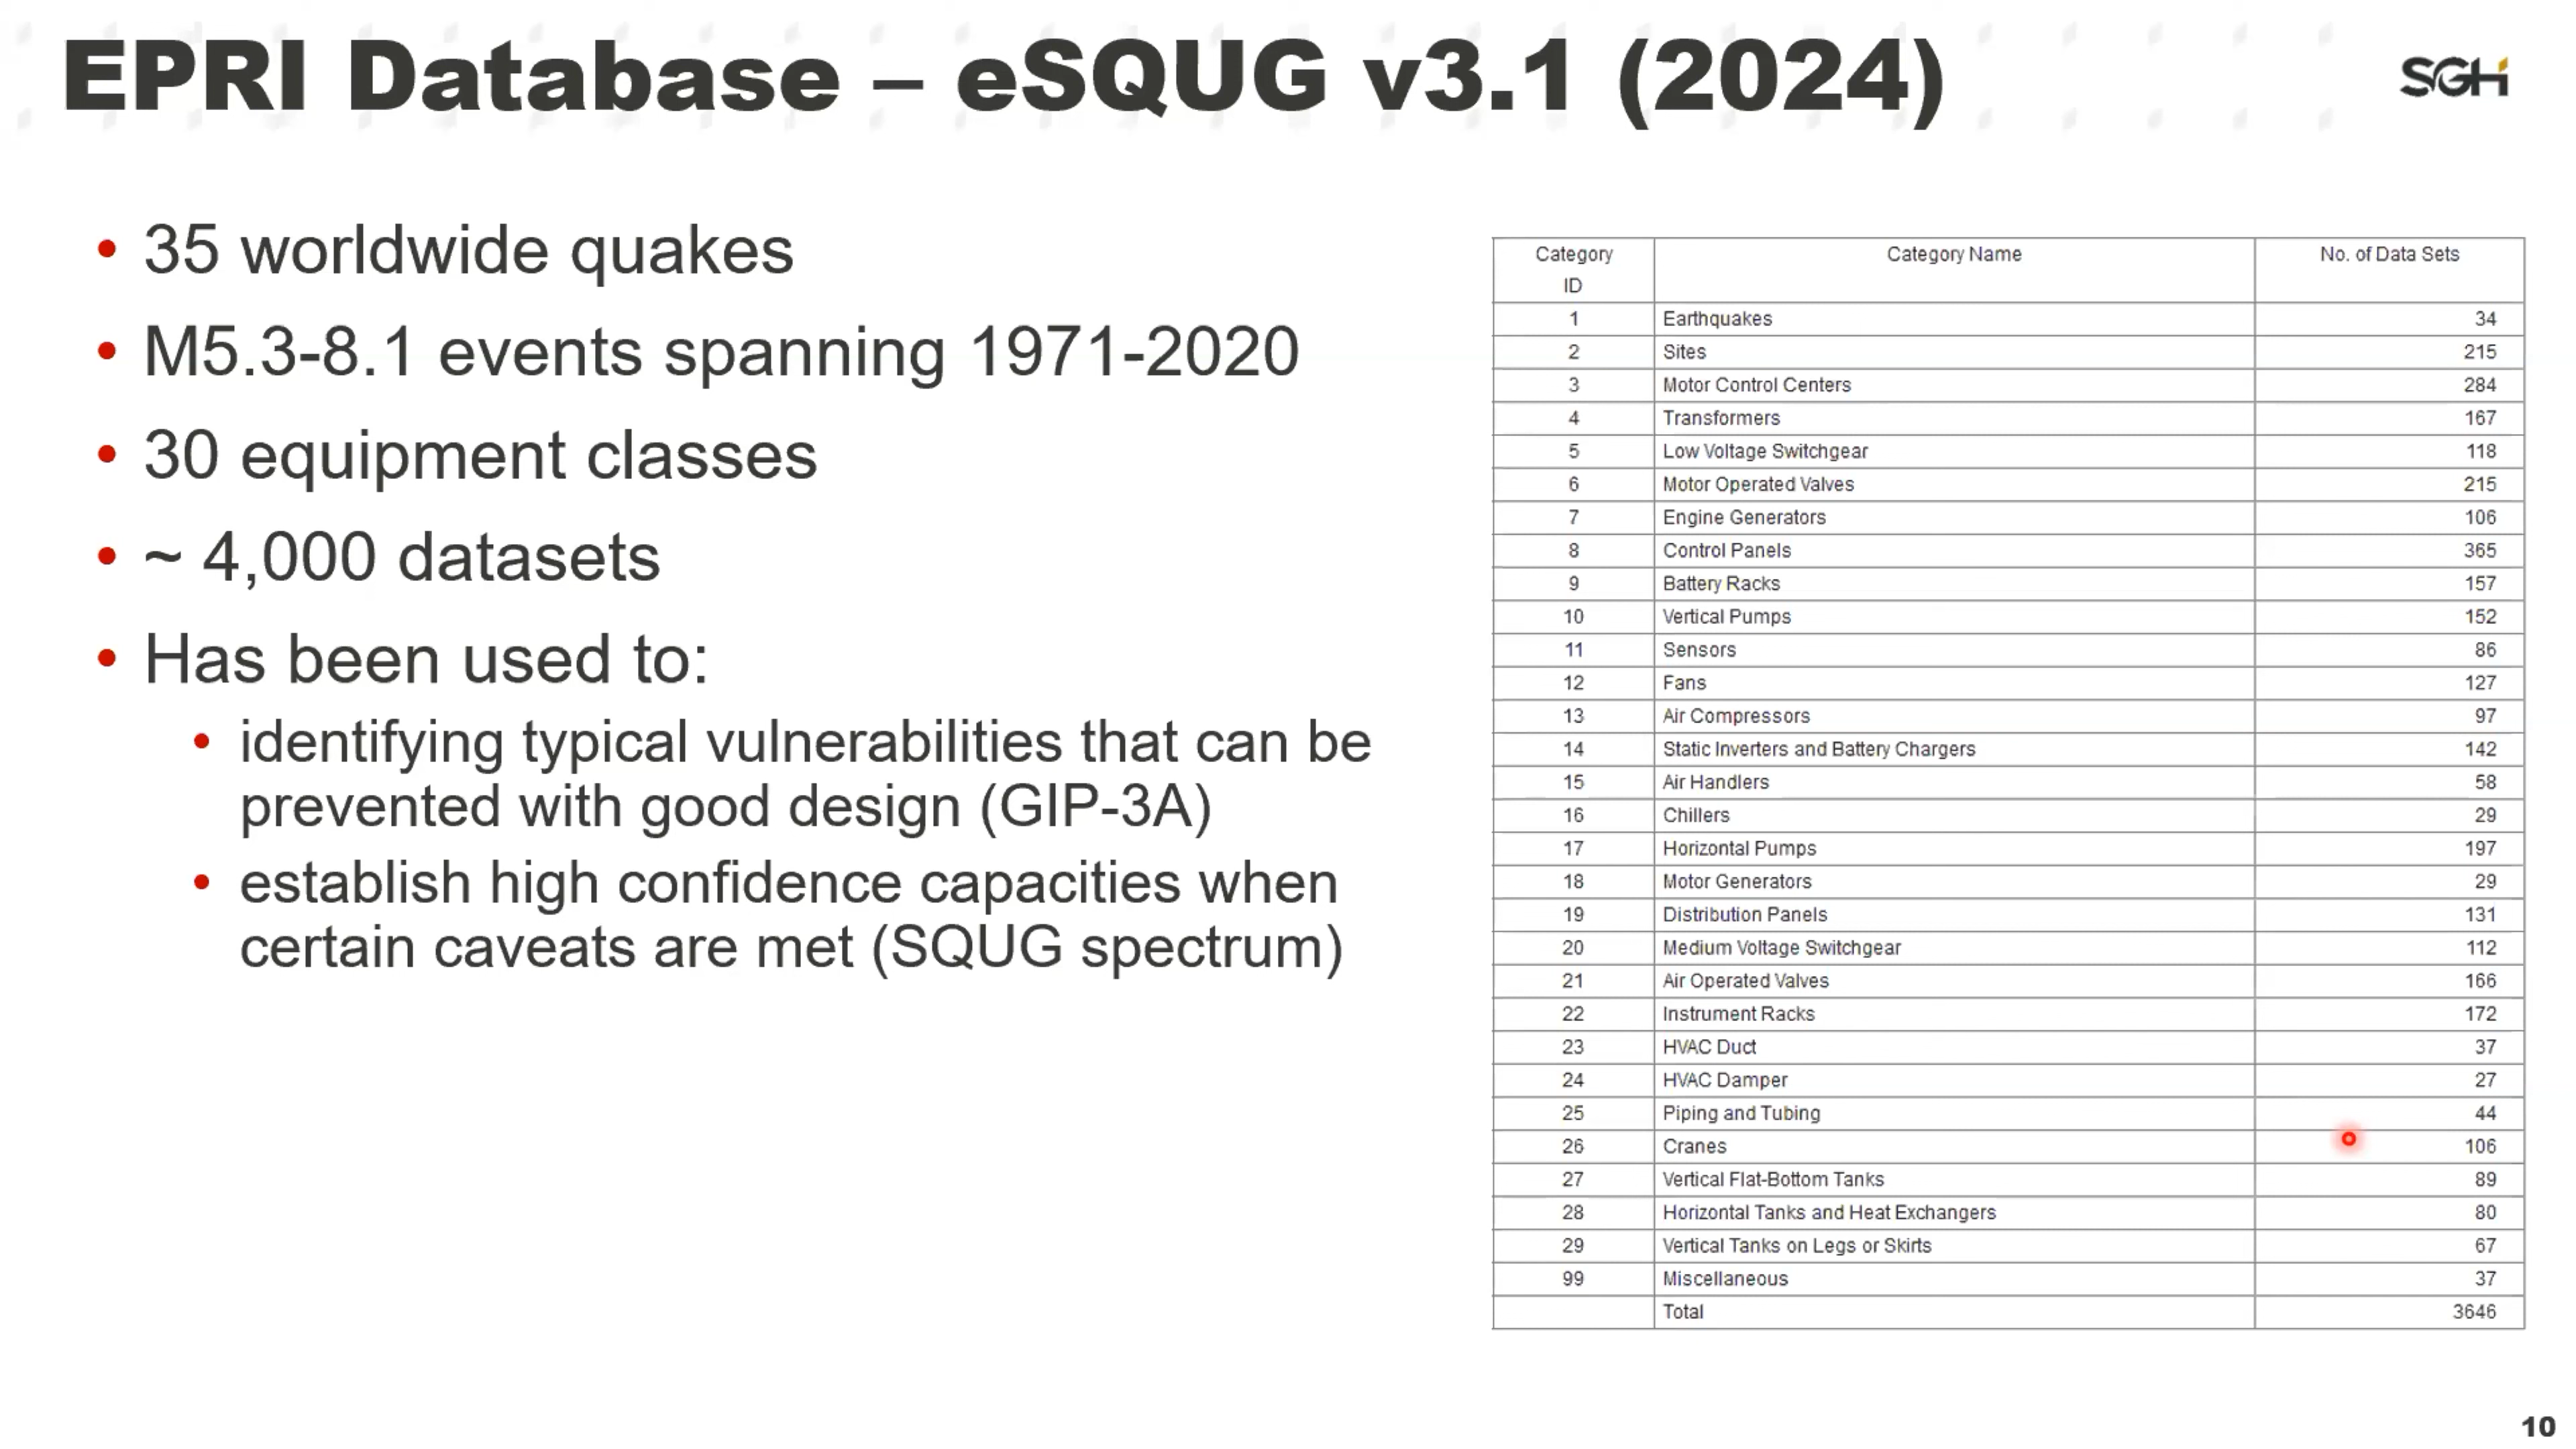 EPRI Database – eSQUG v3.1 (2024)
SGH
• 35 worldwide quakes
• M5.3-8.1 events spanning 1971-2020
• 30 equipment classes
• ~ 4,000 datasets
• Has been used to:
• identifying typical vulnerabilities that can be
prevented with good design (GIP-3A)
• establish high confidence capacities when
certain caveats are met (SQUG spectrum)
Category ID Category Name No. of Data Sets
1 Earthquakes 34
2 Sites 215
3 Motor Control Centers 284
4 Transformers 167
5 Low Voltage Switchgear 118
6 Motor Operated Valves 215
7 Engine Generators 106
8 Control Panels 365
9 Battery Racks 157
10 Vertical Pumps 152
11 Sensors 86
12 Fans 127
13 Air Compressors 97
14 Static Inverters and Battery Chargers 142
15 Air Handlers 58
16 Chillers 29
17 Horizontal Pumps 197
18 Motor Generators 29
19 Distribution Panels 131
20 Medium Voltage Switchgear 112
21 Air Operated Valves 166
22 Instrument Racks 172
23 HVAC Duct 37
24 HVAC Damper 27
25 Piping and Tubing 44
26 Cranes 106
27 Vertical Flat-Bottom Tanks 89
28 Horizontal Tanks and Heat Exchangers 80
29 Vertical Tanks on Legs or Skirts 67
99 Miscellaneous 37
Total 3646
10